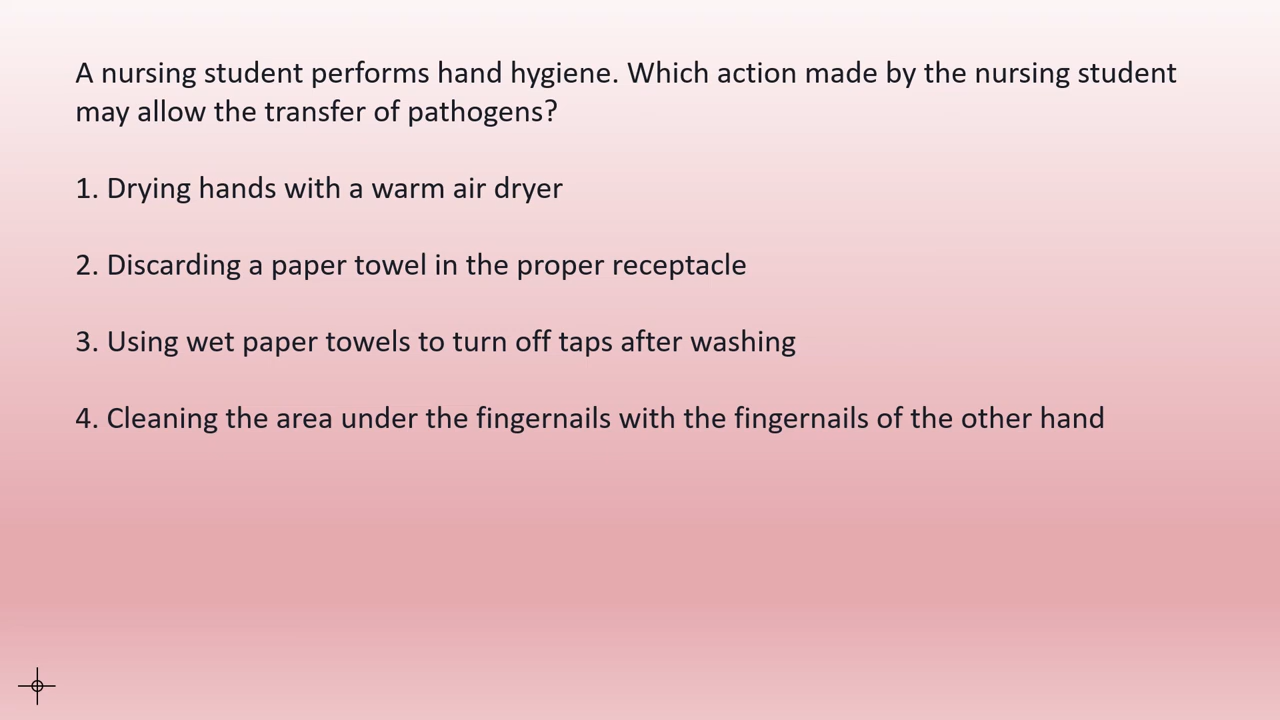 A nursing student performs hand hygiene. Which action made by the nursing student
may allow the transfer of pathogens?
1. Drying hands with a warm air dryer
2. Discarding a paper towel in the proper receptacle
3. Using wet paper towels to turn off taps after washing
4. Cleaning the area under the fingernails with the fingernails of the other hand